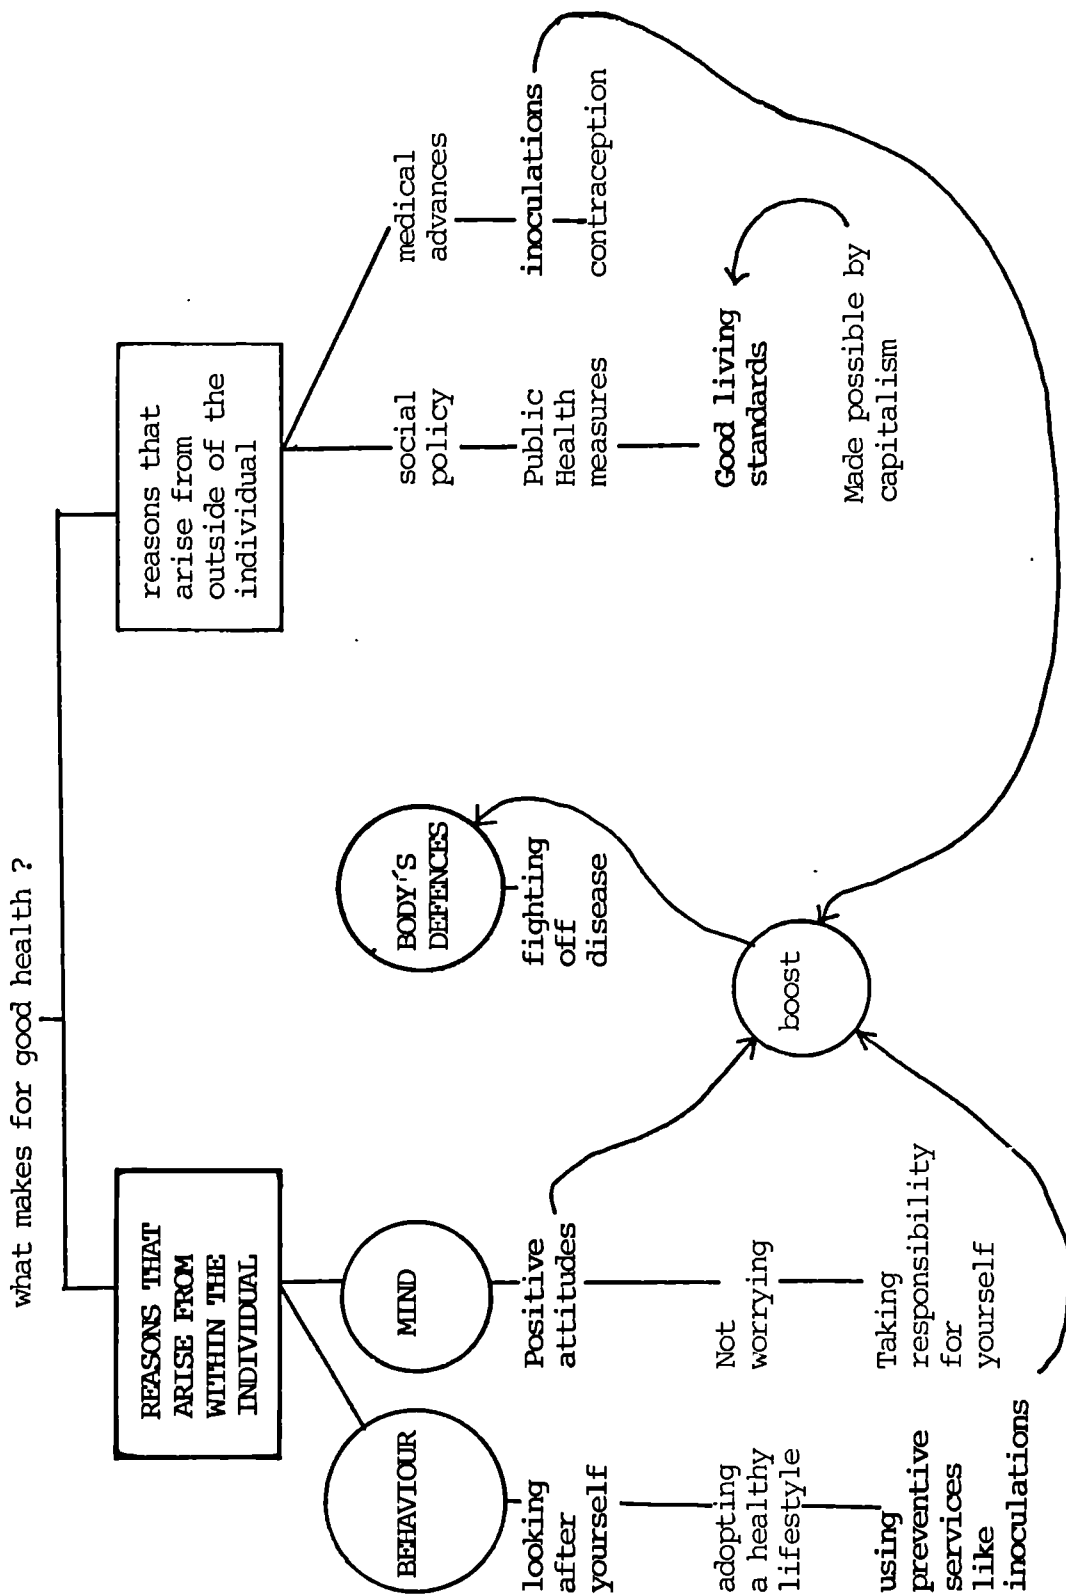 what makes for good health ?
REASONS THAT
ARISE FROM
WITHIN THE
INDIVIDUAL
reasons that
arise from
outside of the
individual
BEHAVIOUR
looking
after
yourself
adopting
a healthy
lifestyle
using
preventive
services
like
inoculations
MIND
Positive
attitudes
Not
worrying
Taking
responsibility
for
yourself
BODY'S
DEFENCES
fighting
off
disease
boost
social
policy
Public
Health
measures
Good living
standards
Made possible by
capitalism
medical
advances
inoculations
contraception